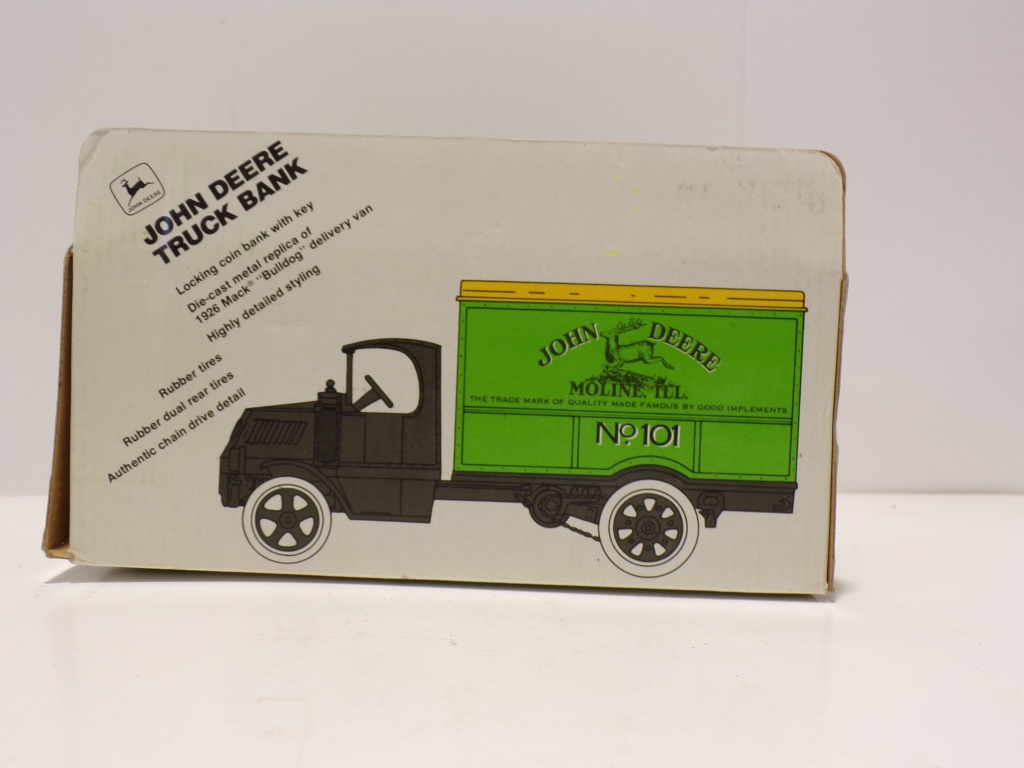 JOHN DEERE
JOHN DEERE
TRUCK BANK
Locking coin bank with key
Die-cast metal replica of
1926 Mack® "Bulldog" delivery van
Highly detailed styling
Rubber tires
Rubber dual rear tires
Authentic chain drive detail
JOHN DEERE
MOLINE, ILL.
THE TRADE MARK OF QUALITY MADE FAMOUS BY GOOD IMPLEMENTS
No 101